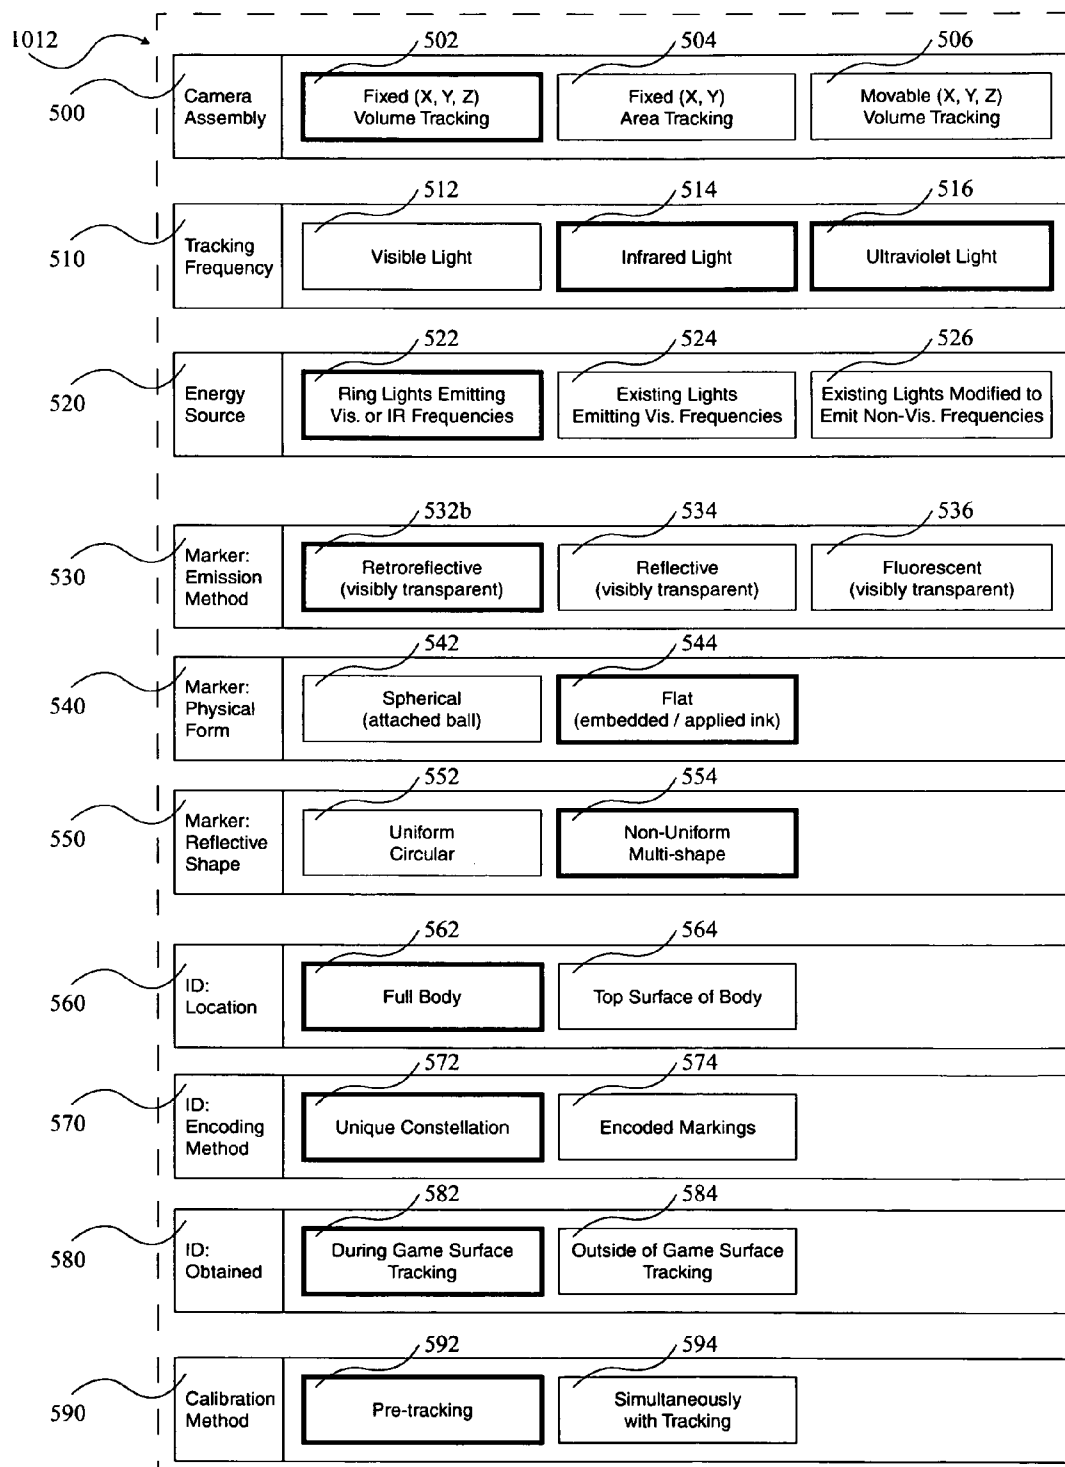 1012
502
504
506
500
Camera
Assembly
Fixed (X, Y, Z)
Volume Tracking
Fixed (X, Y)
Area Tracking
Movable (X, Y, Z)
Volume Tracking
512
514
516
510
Tracking
Frequency
Visible Light
Infrared Light
Ultraviolet Light
522
524
526
520
Energy
Source
Ring Lights Emitting
Vis. or IR Frequencies
Existing Lights
Emitting Vis. Frequencies
Existing Lights Modified to
Emit Non-Vis. Frequencies
532b
534
536
530
Marker:
Emission
Method
Retroreflective
(visibly transparent)
Reflective
(visibly transparent)
Fluorescent
(visibly transparent)
542
544
540
Marker:
Physical
Form
Spherical
(attached ball)
Flat
(embedded / applied ink)
552
554
550
Marker:
Reflective
Shape
Uniform
Circular
Non-Uniform
Multi-shape
562
564
560
ID:
Location
Full Body
Top Surface of Body
572
574
570
ID:
Encoding
Method
Unique Constellation
Encoded Markings
582
584
580
ID:
Obtained
During Game Surface
Tracking
Outside of Game Surface
Tracking
592
594
590
Calibration
Method
Pre-tracking
Simultaneously
with Tracking